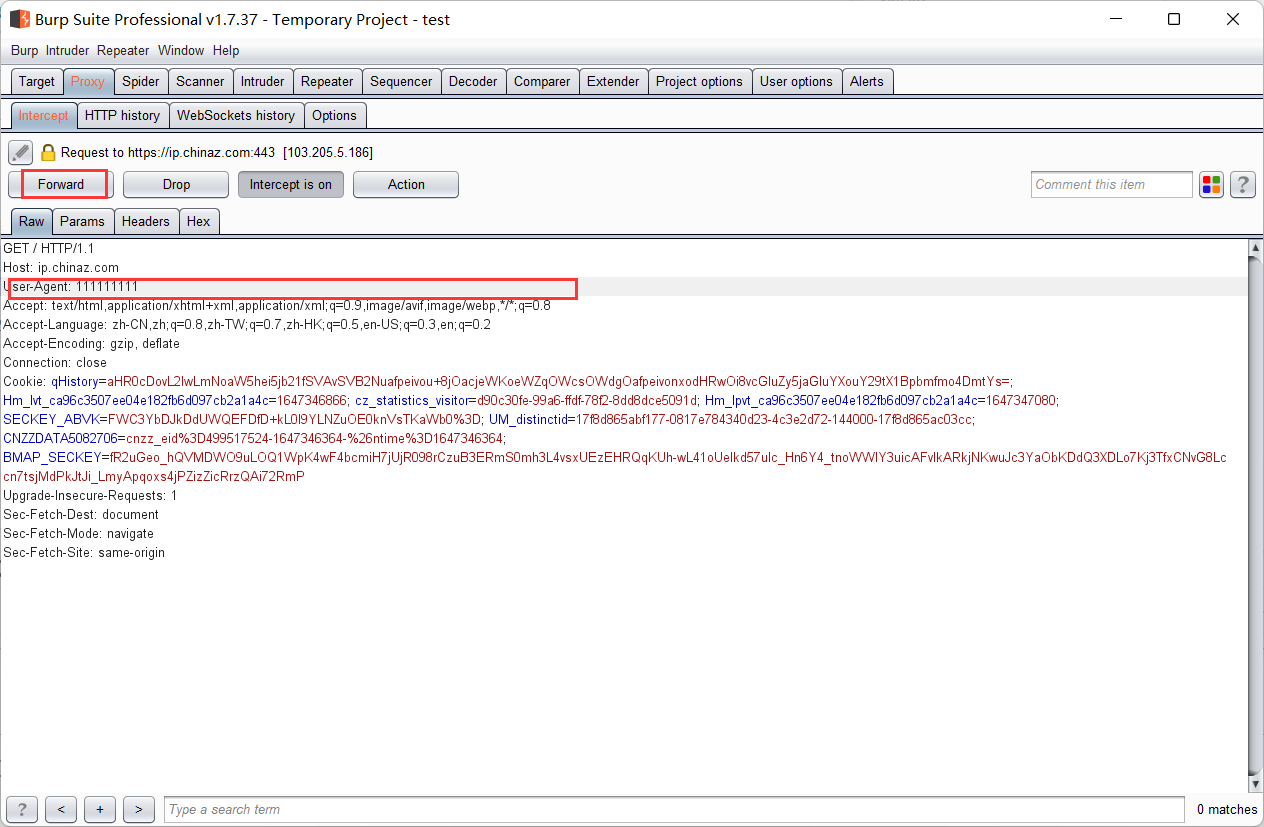 Burp Suite Professional v1.7.37 - Temporary Project - test
Burp Intruder Repeater Window Help
Target Proxy Spider Scanner Intruder Repeater Sequencer Decoder Comparer Extender Project options User options Alerts
Intercept HTTP history WebSockets history Options
Request to https://ip.chinaz.com:443 [103.205.5.186]
Forward Drop Intercept is on Action Comment this item ?
Raw Params Headers Hex
GET / HTTP/1.1
Host: ip.chinaz.com
User-Agent: 111111111
Accept: text/html,application/xhtml+xml,application/xml;q=0.9,image/avif,image/webp,*/*;q=0.8
Accept-Language: zh-CN,zh;q=0.8,zh-TW;q=0.7,zh-HK;q=0.5,en-US;q=0.3,en;q=0.2
Accept-Encoding: gzip, deflate
Connection: close
Cookie: qHistory=aHR0cDovL2lwLmNoaW5hei5jb21fSVAvSVB2Nuafpeivou+8jOacjeWKoeWZqOWcsOWdgOafpeivonxodHRwOi8vcGluZy5jaGluYXouY29tX1Bpbmfmo4DmtYs=;
Hm_lvt_ca96c3507ee04e182fb6d097cb2a1a4c=1647346866; cz_statistics_visitor=d90c30fe-99a6-ffdf-78f2-8dd8dce5091d; Hm_lpvt_ca96c3507ee04e182fb6d097cb2a1a4c=1647347080;
SECKEY_ABVK=FWC3YbDJkDdUWQEFDfD+kL0l9YLNZuOE0knVsTKaWb0%3D; UM_distinctid=17f8d865abf177-0817e784340d23-4c3e2d72-144000-17f8d865ac03cc;
CNZZDATA5082706=cnzz_eid%3D499517524-1647346364-%26ntime%3D1647346364;
BMAP_SECKEY=fR2uGeo_hQVMDWO9uLOQ1WpK4wF4bcmiH7jUjR098rCzuB3ERmS0mh3L4vsxUEzEHRQqKUh-wL41oUelkd57ulc_Hn6Y4_tnoWWlY3uicAFvlkARkjNKwuJc3YaObKDdQ3XDLo7Kj3TfxCNvG8Lc
cn7tsjMdPkJtJi_LmyApqoxs4jPZizZicRrzQAi72RmP
Upgrade-Insecure-Requests: 1
Sec-Fetch-Dest: document
Sec-Fetch-Mode: navigate
Sec-Fetch-Site: same-origin
? < + > Type a search term 0 matches